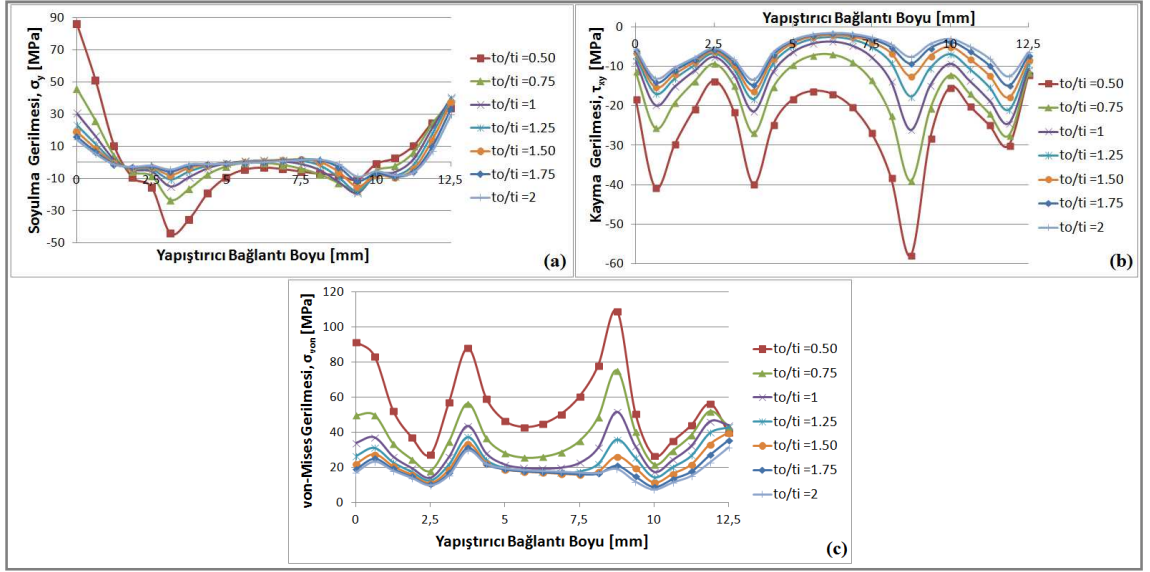 Soyulma Gerilmesi, σy [MPa]
90
70
50
30
10
-10
-30
-50
0
2,5
5
7,5
10
12,5
Yapıştırıcı Bağlantı Boyu [mm]
to/ti =0.50
to/ti =0.75
to/ti =1
to/ti =1.25
to/ti =1.50
to/ti =1.75
to/ti =2
(a)
Yapıştırıcı Bağlantı Boyu [mm]
Kayma Gerilmesi, τxy [MPa]
0
-10
-20
-30
-40
-50
-60
0
2,5
5
7,5
10
12,5
to/ti =0.50
to/ti =0.75
to/ti =1
to/ti =1.25
to/ti =1.50
to/ti =1.75
to/ti =2
(b)
von-Mises Gerilmesi, σvon [MPa]
120
100
80
60
40
20
0
0
2,5
5
7,5
10
12,5
Yapıştırıcı Bağlantı Boyu [mm]
to/ti =0.50
to/ti =0.75
to/ti =1
to/ti =1.25
to/ti =1.50
to/ti =1.75
to/ti =2
(c)